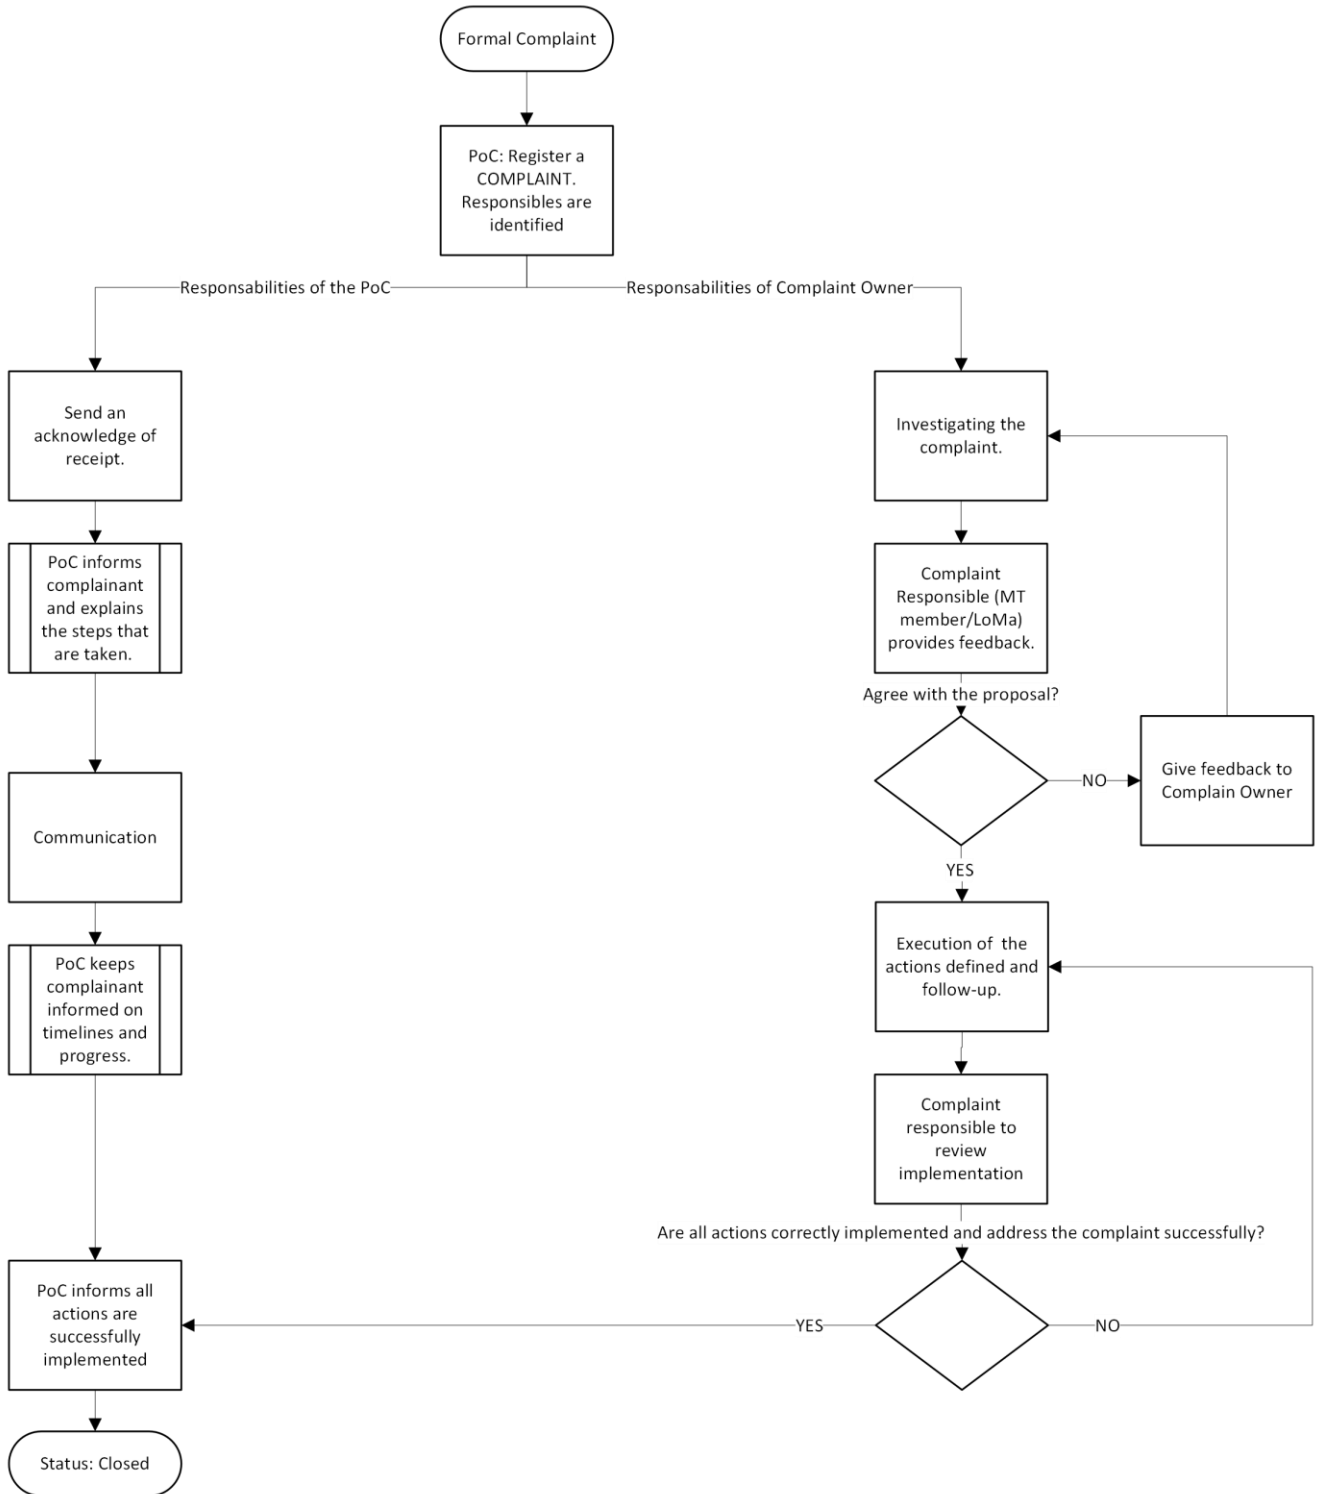 Formal Complaint
PoC: Register a
COMPLAINT.
Responsibles are
identified
Responsabilities of the PoC
Responsabilities of Complaint Owner
Send an
acknowledge of
receipt.
Investigating the
complaint.
PoC informs
complainant
and explains
the steps that
are taken.
Complaint
Responsible (MT
member/LoMa)
provides feedback.
Agree with the proposal?
Communication
NO
Give feedback to
Complain Owner
YES
PoC keeps
complainant
informed on
timelines and
progress.
Execution of  the
actions defined and
follow-up.
Complaint
responsible to
review
implementation
Are all actions correctly implemented and address the complaint successfully?
PoC informs all
actions are
successfully
implemented
YES
NO
Status: Closed